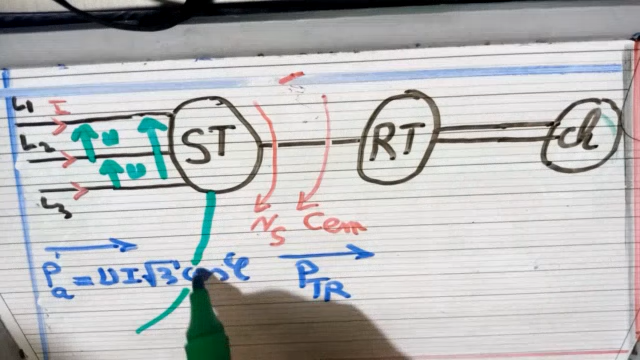 L1 I
L2 U U
L3
ST
RT
ch
Ns Cem
Pa = UI√3 cosφ
PTR